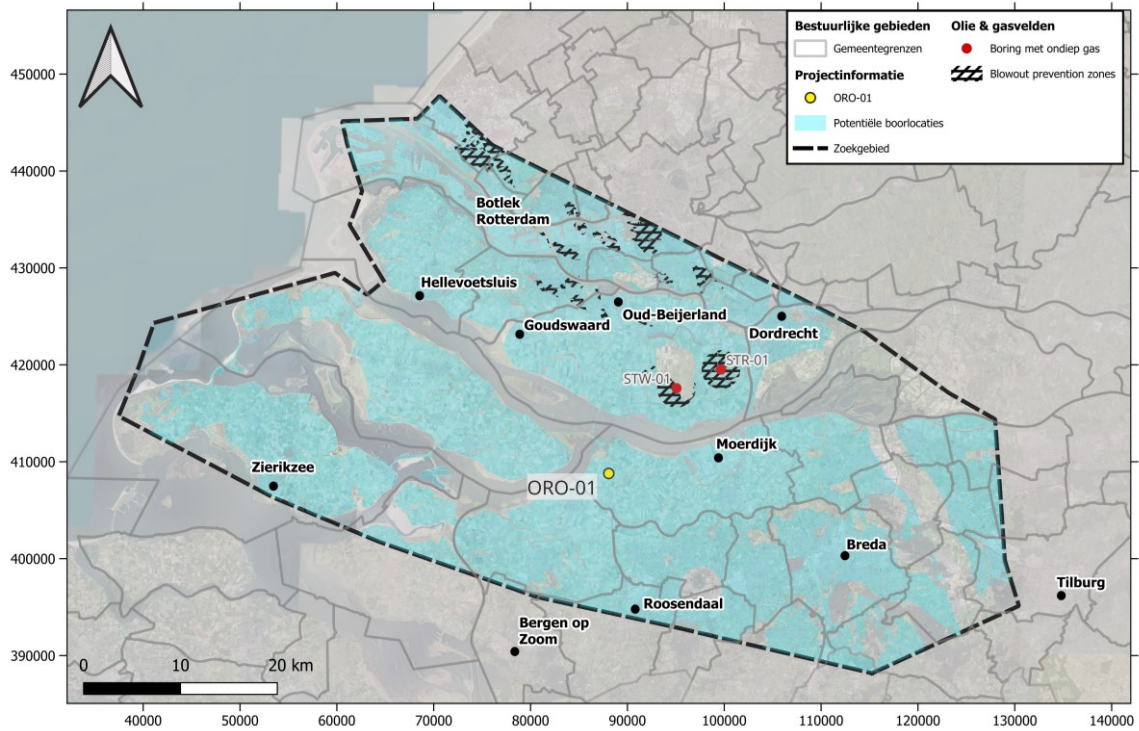 Bestuurlijke gebieden
Gemeentegrenzen
Projectinformatie
ORO-01
Potentiële boorlocaties
Zoekgebied
Olie & gasvelden
Boring met ondiep gas
Blowout prevention zones
450000
440000
430000
420000
410000
400000
390000
Botlek
Rotterdam
Hellevoetsluis
Oud-Beijerland
Goudswaard
Dordrecht
STR-01
STW-01
Moerdijk
Zierikzee
ORO-01
Breda
Tilburg
Roosendaal
Bergen op
Zoom
0 10 20 km
40000 50000 60000 70000 80000 90000 100000 110000 120000 130000 140000